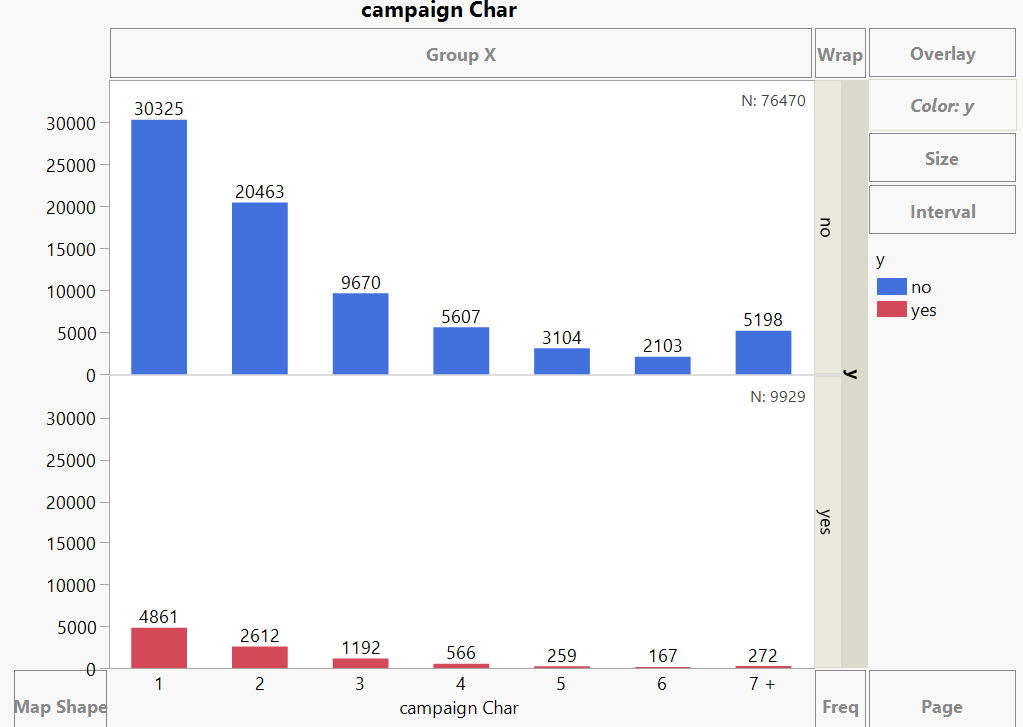 campaign Char
Group X
Wrap
Overlay
Color: y
Size
Interval
y
no
yes
N: 76470
30325
20463
9670
5607
3104
2103
5198
30000
25000
20000
15000
10000
5000
0
no
y
N: 9929
30000
25000
20000
15000
10000
5000
0
4861
2612
1192
566
259
167
272
yes
1 2 3 4 5 6 7 +
campaign Char
Map Shape
Freq
Page